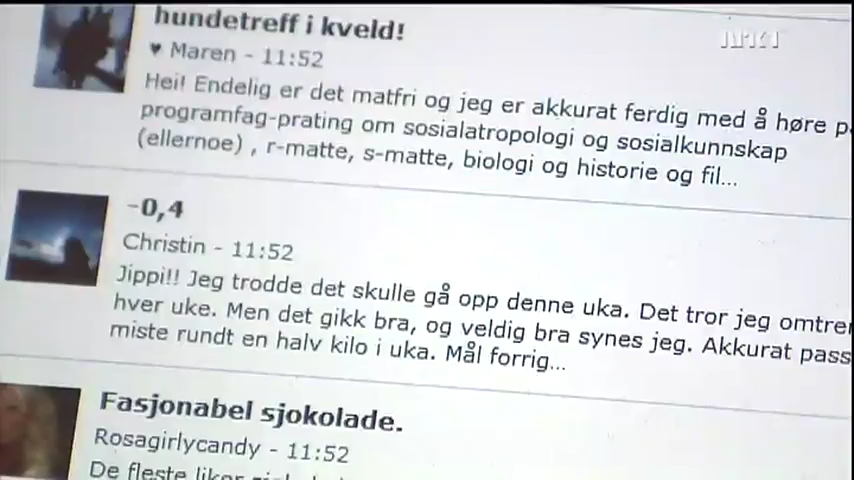 hundetreff i kveld!
NRK1
♥ Maren - 11:52
Hei! Endelig er det matfri og jeg er akkurat ferdig med å høre
programfag-prating om sosialatropologi og sosialkunnskap
(ellernoe) , r-matte, s-matte, biologi og historie og fil...
-0,4
Christin - 11:52
Jippi!! Jeg trodde det skulle gå opp denne uka. Det tror jeg
hver uke. Men det gikk bra, og veldig bra synes jeg. Akkurat
miste rundt en halv kilo i uka. Mål forrig...
Fasjonabel sjokolade.
Rosagirlycandy - 11:52
De fleste liker